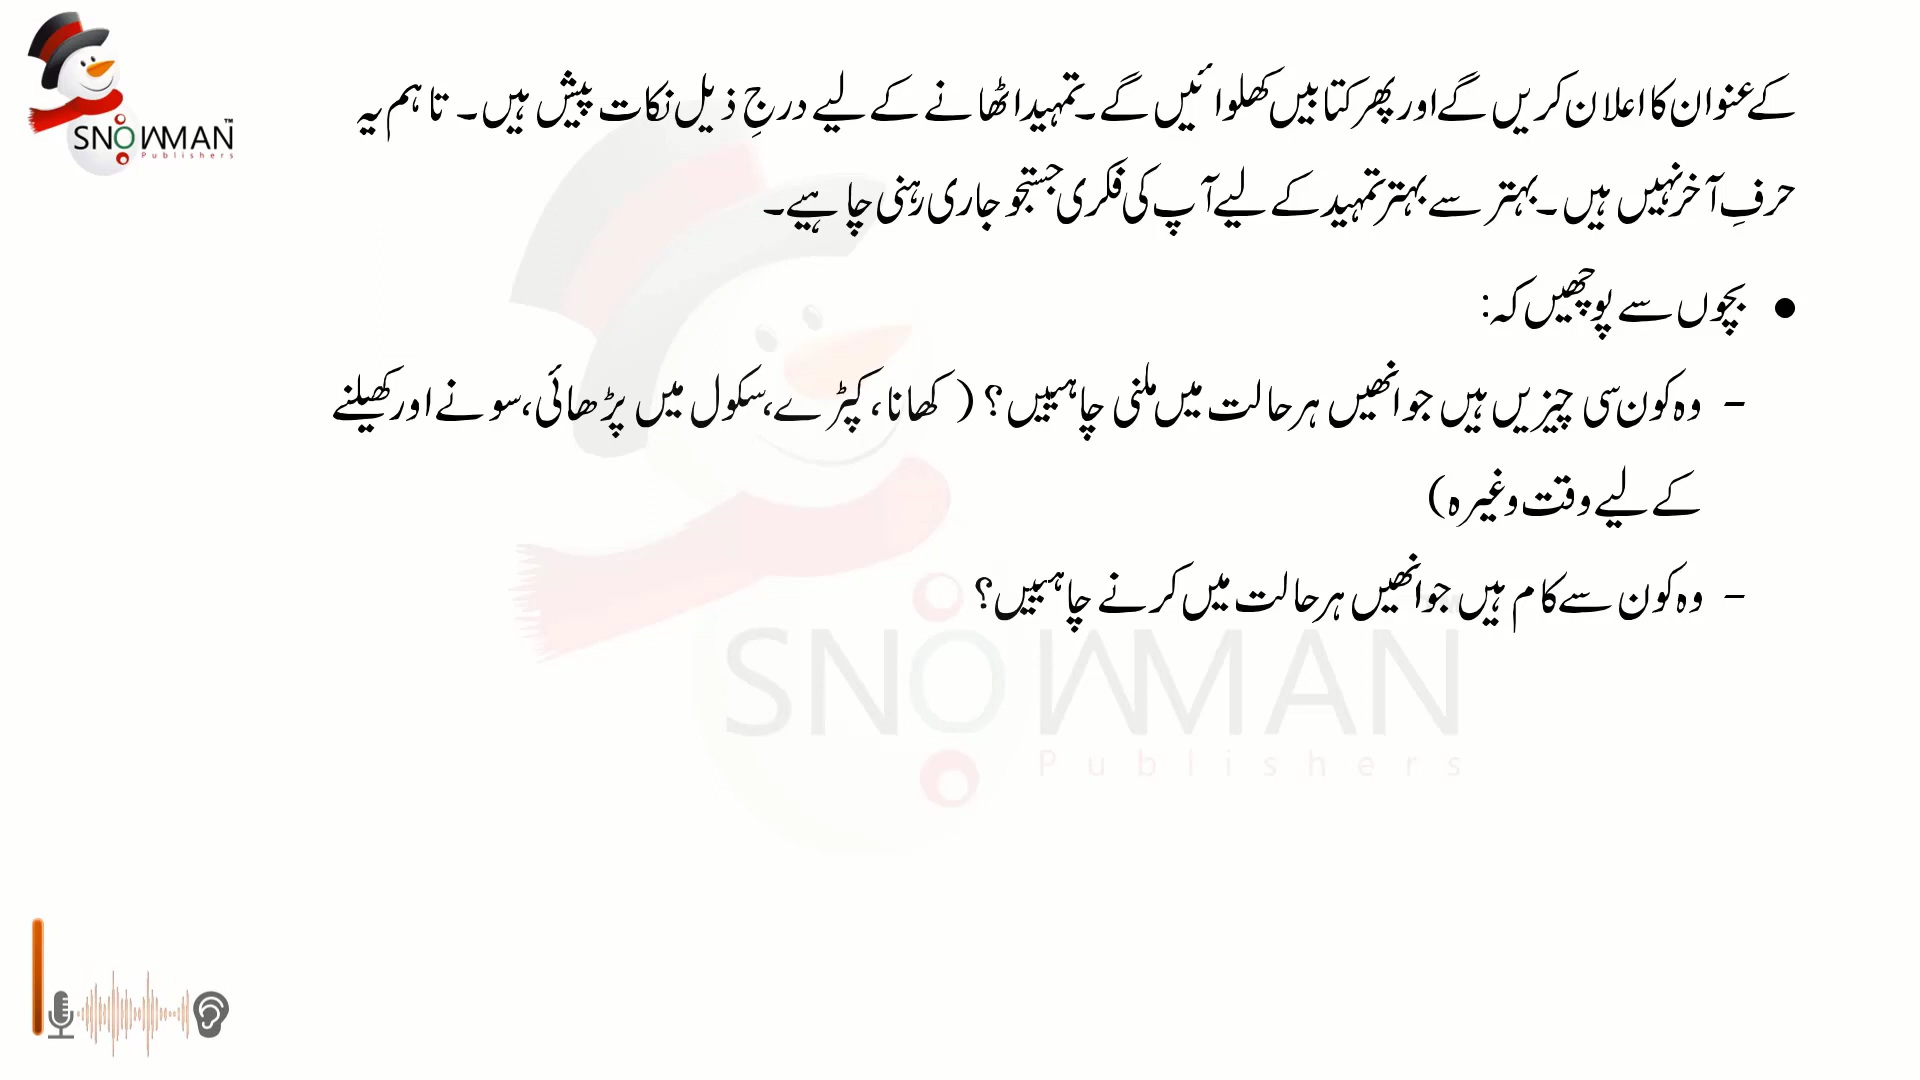 SNOWMAN™
Publishers
کے عنوان کا اعلان کریں گے اور پھر کتابیں کھلوائیں گے۔ تمہید اٹھانے کے لیے درجِ ذیل نکات پیش ہیں۔ تاہم یہ
حرفِ آخر نہیں ہیں۔ بہتر سے بہتر تمہید کے لیے آپ کی فکری جستجو جاری رہنی چاہیے۔
● بچوں سے پوچھیں کہ:
- وہ کون سی چیزیں ہیں جو انھیں ہر حالت میں ملنی چاہییں؟ (کھانا، کپڑے، سکول میں پڑھائی، سونے اور کھیلنے
کے لیے وقت وغیرہ)
- وہ کون سے کام ہیں جو انھیں ہر حالت میں کرنے چاہییں؟
SNOWMAN
Publishers